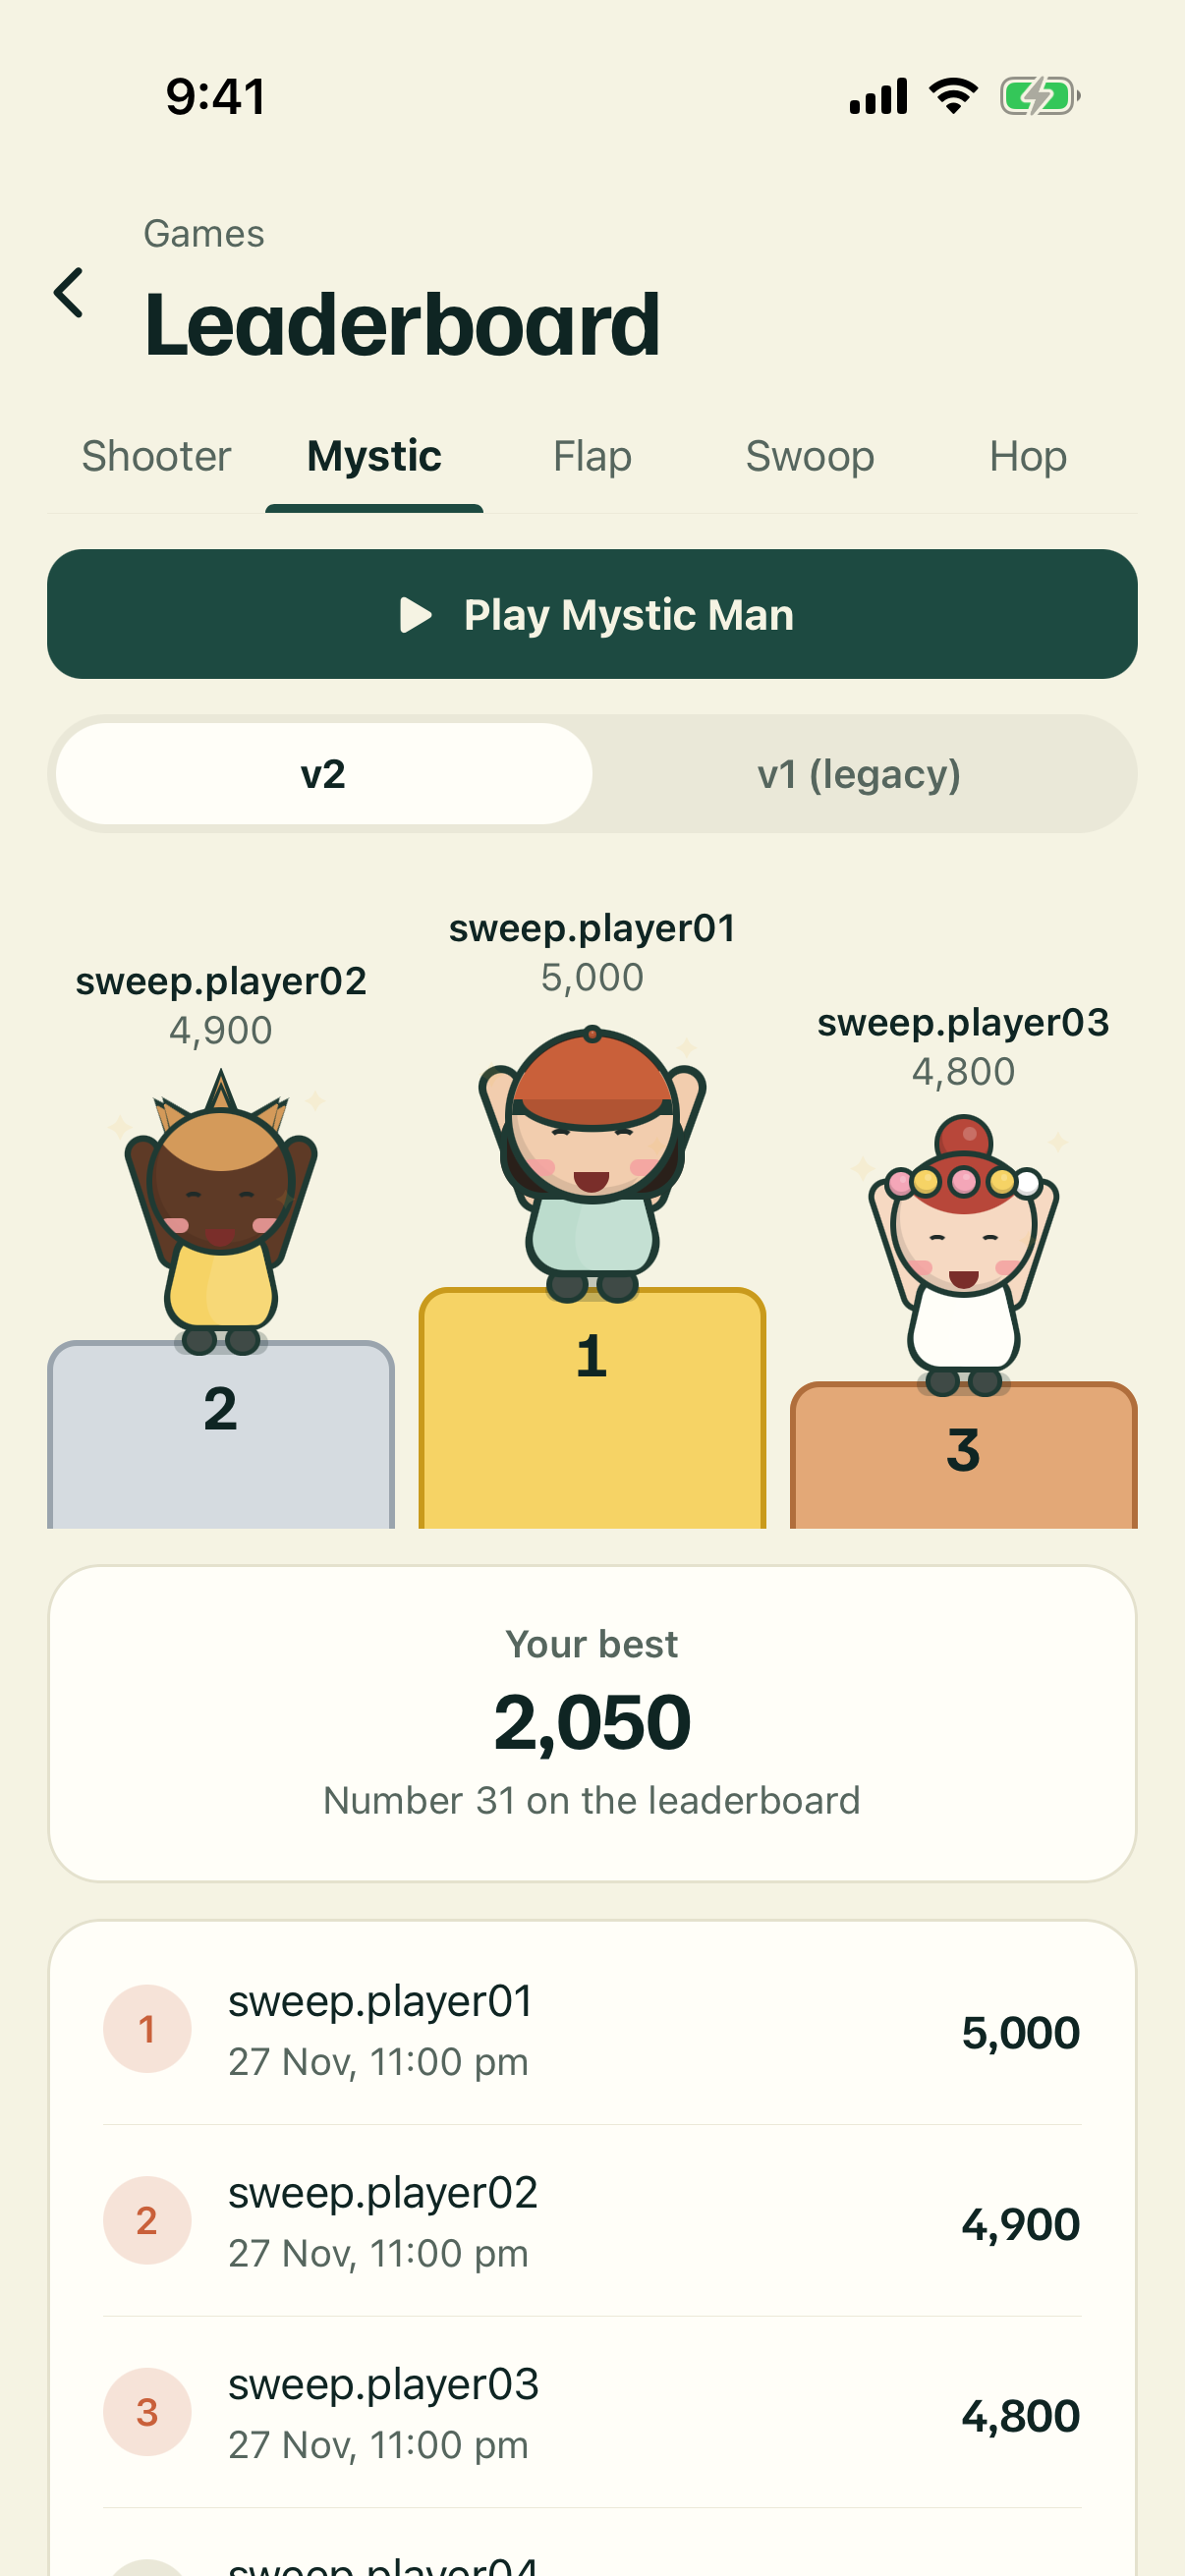 9:41
Games
Leaderboard
Shooter Mystic Flap Swoop Hop
Play Mystic Man
v2 v1 (legacy)
sweep.player01
5,000
sweep.player02
4,900
sweep.player03
4,800
1
2
3
Your best
2,050
Number 31 on the leaderboard
1 sweep.player01 5,000
27 Nov, 11:00 pm
2 sweep.player02 4,900
27 Nov, 11:00 pm
3 sweep.player03 4,800
27 Nov, 11:00 pm
sweep.player04